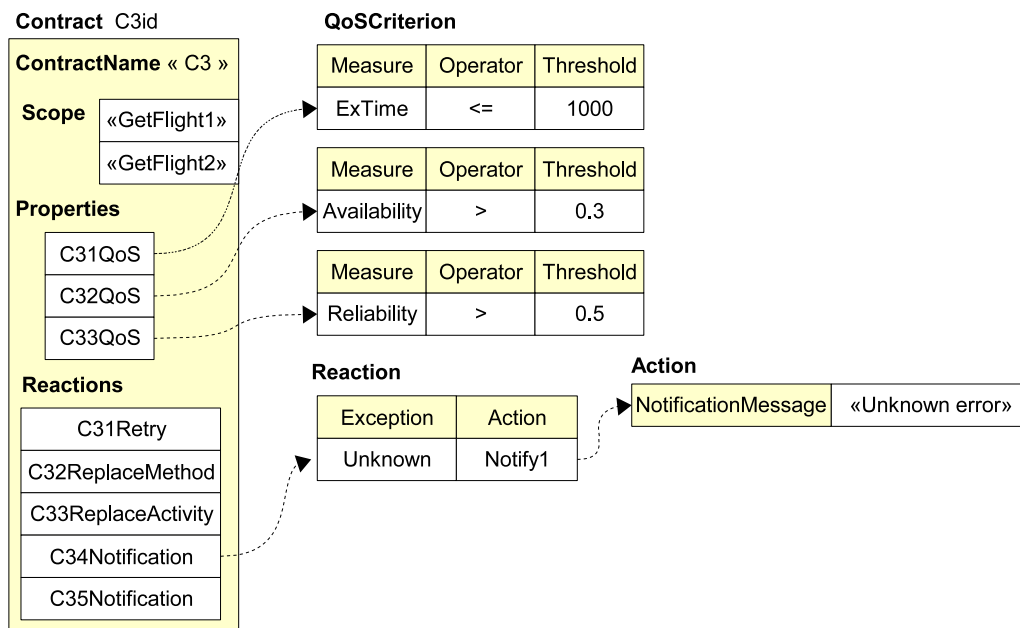 Contract C3id
ContractName « C3 »
Scope
«GetFlight1»
«GetFlight2»
Properties
C31QoS
C32QoS
C33QoS
Reactions
C31Retry
C32ReplaceMethod
C33ReplaceActivity
C34Notification
C35Notification
QoSCriterion
Measure Operator Threshold
ExTime <= 1000
Measure Operator Threshold
Availability > 0.3
Measure Operator Threshold
Reliability > 0.5
Reaction
Exception Action
Unknown Notify1
Action
NotificationMessage «Unknown error»